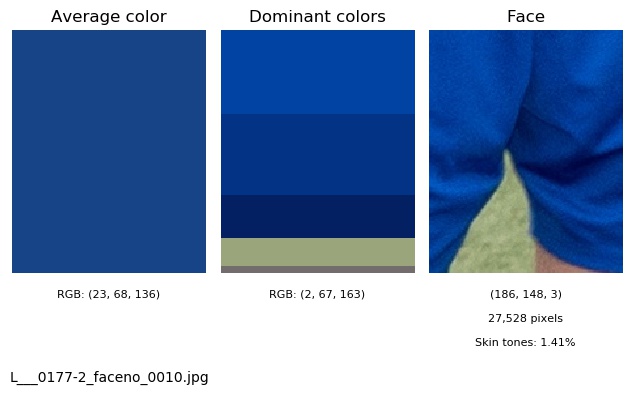 Average color
Dominant colors
Face
RGB: (23, 68, 136)
RGB: (2, 67, 163)
(186, 148, 3)
27,528 pixels
Skin tones: 1.41%
L___0177-2_faceno_0010.jpg